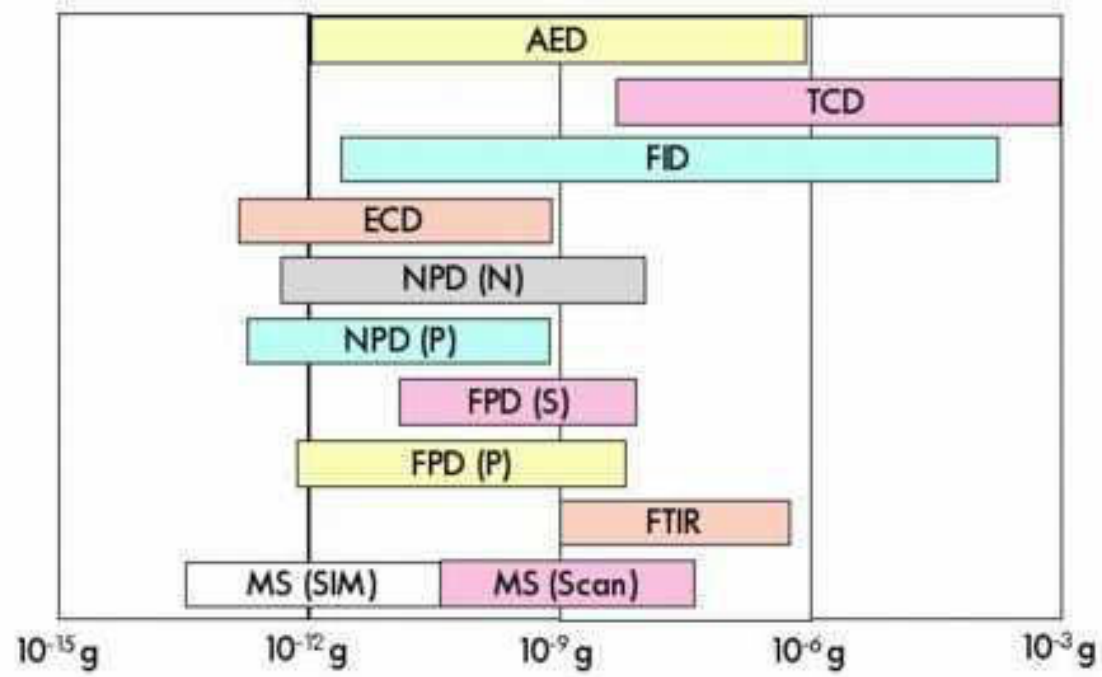 AED
TCD
FID
ECD
NPD (N)
NPD (P)
FPD (S)
FPD (P)
FTIR
MS (SIM) MS (Scan)
10⁻¹⁵ g 10⁻¹² g 10⁻⁹ g 10⁻⁶ g 10⁻³ g